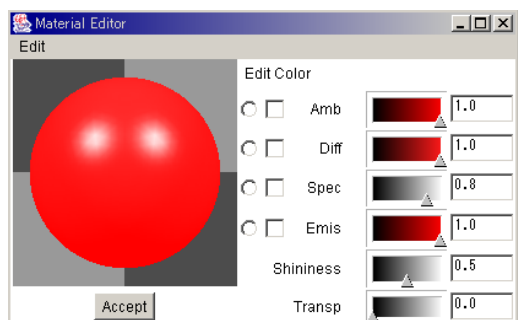 Material Editor
Edit
Edit Color
Amb 1.0
Diff 1.0
Spec 0.8
Emis 1.0
Shininess 0.5
Transp 0.0
Accept